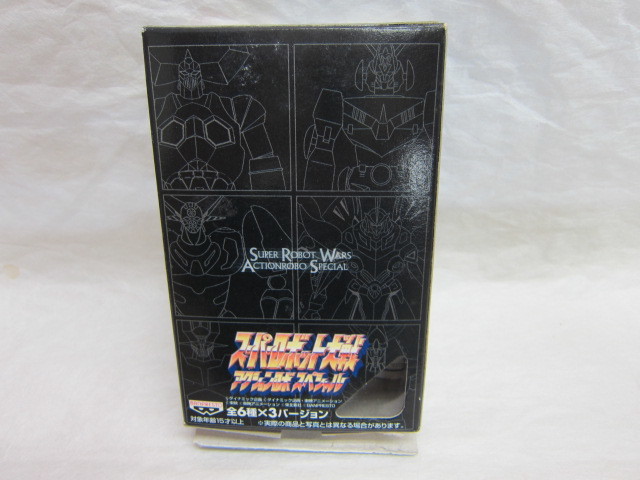 SUPER ROBOT WARS
ACTIONROBO SPECIAL
スーパーロボット大戦
アクションロボ スペシャル
全6種×3バージョン
対象年齢15才以上
※実際の商品と写真とは異なる場合があります。